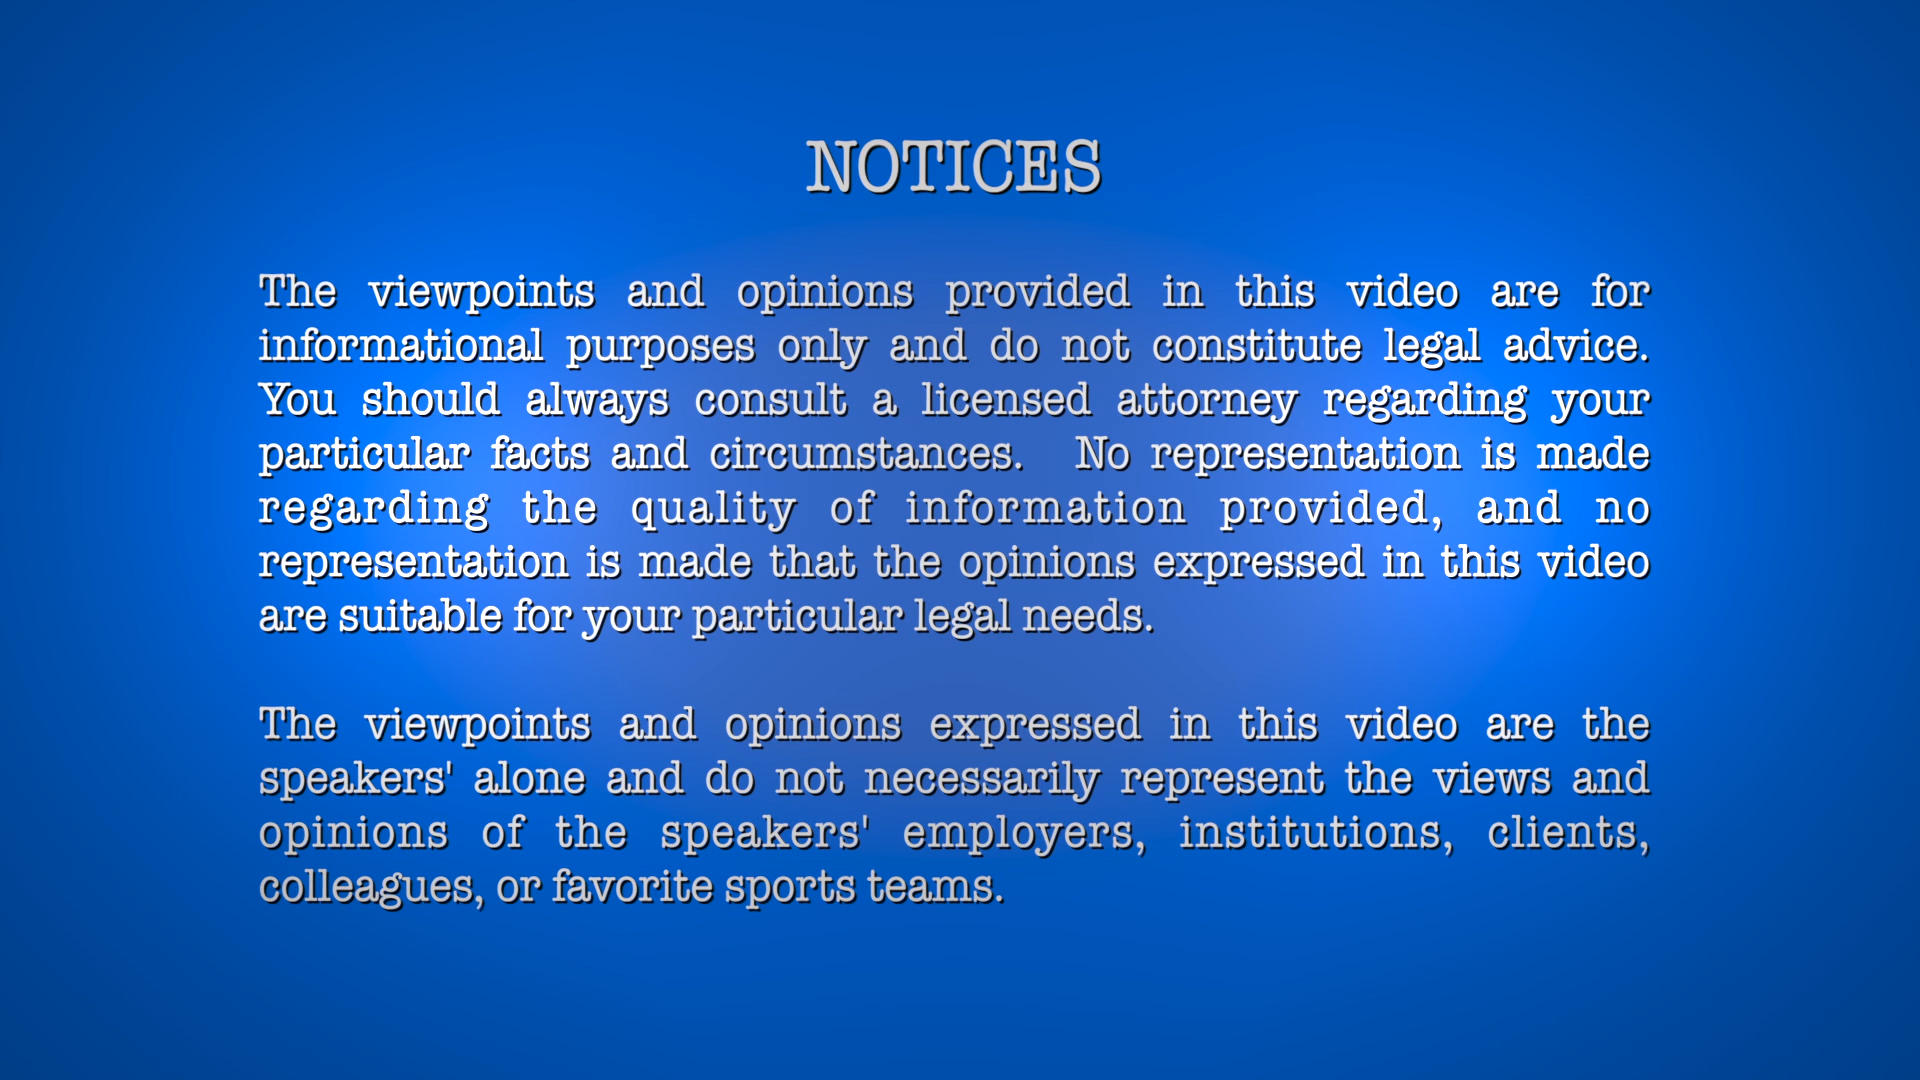 NOTICES
The viewpoints and opinions provided in this video are for
informational purposes only and do not constitute legal advice.
You should always consult a licensed attorney regarding your
particular facts and circumstances.  No representation is made
regarding the quality of information provided, and no
representation is made that the opinions expressed in this video
are suitable for your particular legal needs.
The viewpoints and opinions expressed in this video are the
speakers' alone and do not necessarily represent the views and
opinions of the speakers' employers, institutions, clients,
colleagues, or favorite sports teams.